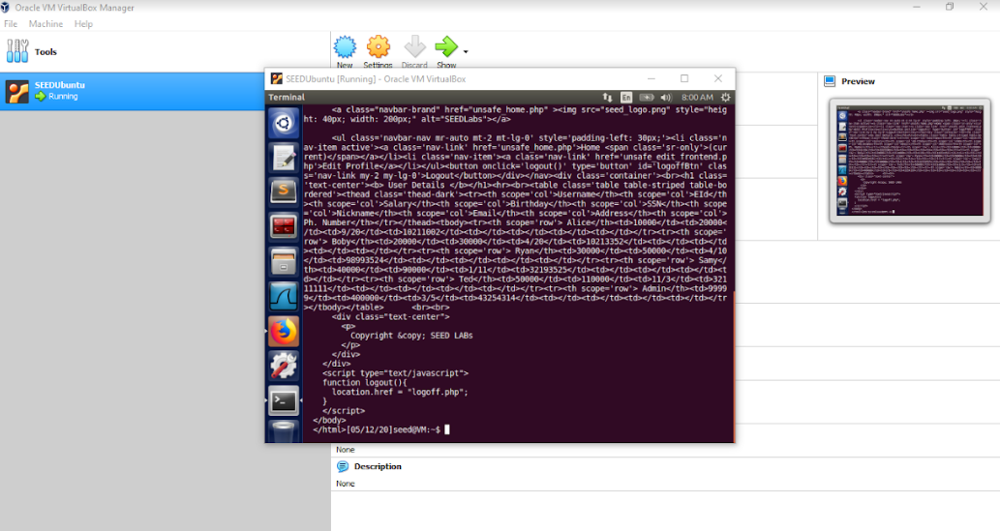 Oracle VM VirtualBox Manager
File Machine Help
Tools
New Settings Discard Show
SEEDUbuntu
Running
Preview
SEEDUbuntu [Running] - Oracle VM VirtualBox
Terminal
En
8:00 AM
<a class="navbar-brand" href="unsafe_home.php" ><img src="seed_logo.png" style="heig
ht: 40px; width: 200px;" alt="SEEDLabs"></a>
<ul class='navbar-nav mr-auto mt-2 mt-lg-0' style='padding-left: 30px;'><li class='n
av-item active'><a class='nav-link' href='unsafe_home.php'>Home <span class='sr-only'>(cur
rent)</span></a></li><li class='nav-item'><a class='nav-link' href='unsafe_edit_frontend.p
hp'>Edit Profile</a></li></ul><button onclick='logout()' type='button' id='logoffBtn' clas
s='nav-link my-2 my-lg-0'>Logout</button></div></nav><div class='container'><br><h1 class=
'text-center'><b> User Details </b></h1><hr><br><table class='table table-striped table-bo
rdered'><thead class='thead-dark'><tr><th scope='col'>Username</th><th scope='col'>EId</th
><th scope='col'>Salary</th><th scope='col'>Birthday</th><th scope='col'>SSN</th><th scope
='col'>Nickname</th><th scope='col'>Email</th><th scope='col'>Address</th><th scope='col'>
Ph. Number</th></tr></thead><tbody><tr><th scope='row'> Alice</th><td>10000</td><td>20000<
/td><td>9/20</td><td>10211002</td><td></td><td></td><td></td><td></td></tr><tr><th scope='
row'> Boby</th><td>20000</td><td>30000</td><td>4/20</td><td>10213352</td><td></td><td></td
><td></td><td></td></tr><tr><th scope='row'> Ryan</th><td>30000</td><td>50000</td><td>4/10
</td><td>98993524</td><td></td><td></td><td></td><td></td></tr><tr><th scope='row'> Samy</
th><td>40000</td><td>90000</td><td>1/11</td><td>32193525</td><td></td><td></td><td></td><t
d></td></tr><tr><th scope='row'> Ted</th><td>50000</td><td>110000</td><td>11/3</td><td>321
11111</td><td></td><td></td><td></td><td></td></tr><tr><th scope='row'> Admin</th><td>9999
9</td><td>400000</td><td>3/5</td><td>43254314</td><td></td><td></td><td></td><td></td></tr
></tbody></table> <br><br>
<div class="text-center">
<p>
Copyright &copy; SEED LABs
</p>
</div>
</div>
<script type="text/javascript">
function logout(){
location.href = "logoff.php";
}
</script>
</body>
</html>[05/12/20]seed@VM:~$
None
Description
None